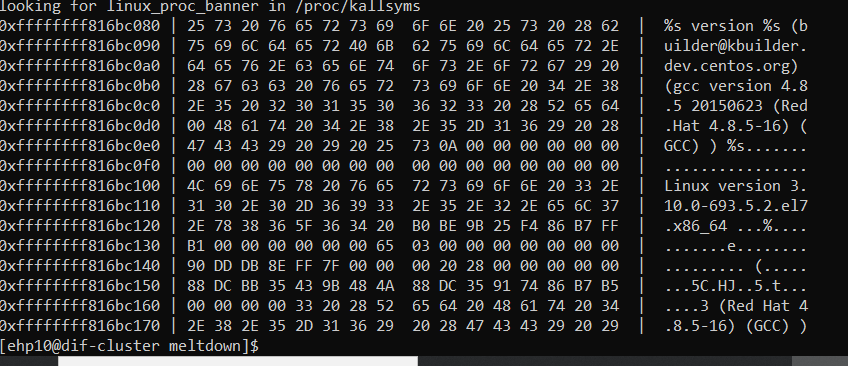 looking for linux_proc_banner in /proc/kallsyms
0xffffffff816bc080 | 25 73 20 76 65 72 73 69 6F 6E 20 25 73 20 28 62 | %s version %s (b
0xffffffff816bc090 | 75 69 6C 64 65 72 40 6B 62 75 69 6C 64 65 72 2E | uilder@kbuilder.
0xffffffff816bc0a0 | 64 65 76 2E 63 65 6E 74 6F 73 2E 6F 72 67 29 20 | dev.centos.org)
0xffffffff816bc0b0 | 28 67 63 63 20 76 65 72 73 69 6F 6E 20 34 2E 38 | (gcc version 4.8
0xffffffff816bc0c0 | 2E 35 20 32 30 31 35 30 36 32 33 20 28 52 65 64 | .5 20150623 (Red
0xffffffff816bc0d0 | 00 48 61 74 20 34 2E 38 2E 35 2D 31 36 29 20 28 | .Hat 4.8.5-16) (
0xffffffff816bc0e0 | 47 43 43 29 20 29 20 25 73 0A 00 00 00 00 00 00 | GCC) ) %s.......
0xffffffff816bc0f0 | 00 00 00 00 00 00 00 00 00 00 00 00 00 00 00 00 | ................
0xffffffff816bc100 | 4C 69 6E 75 78 20 76 65 72 73 69 6F 6E 20 33 2E | Linux version 3.
0xffffffff816bc110 | 31 30 2E 30 2D 36 39 33 2E 35 2E 32 2E 65 6C 37 | 10.0-693.5.2.el7
0xffffffff816bc120 | 2E 78 38 36 5F 36 34 20 B0 BE 9B 25 F4 86 B7 FF | .x86_64 ...%....
0xffffffff816bc130 | B1 00 00 00 00 00 00 65 03 00 00 00 00 00 00 00 | .......e........
0xffffffff816bc140 | 90 DD DB 8E FF 7F 00 00 00 20 28 00 00 00 00 00 | ......... (.....
0xffffffff816bc150 | 88 DC BB 35 43 9B 48 4A 88 DC 35 91 74 86 B7 B5 | ...5C.HJ..5.t...
0xffffffff816bc160 | 00 00 00 00 33 20 28 52 65 64 20 48 61 74 20 34 | ....3 (Red Hat 4
0xffffffff816bc170 | 2E 38 2E 35 2D 31 36 29 20 28 47 43 43 29 20 29 | .8.5-16) (GCC) )
[ehp10@dif-cluster meltdown]$